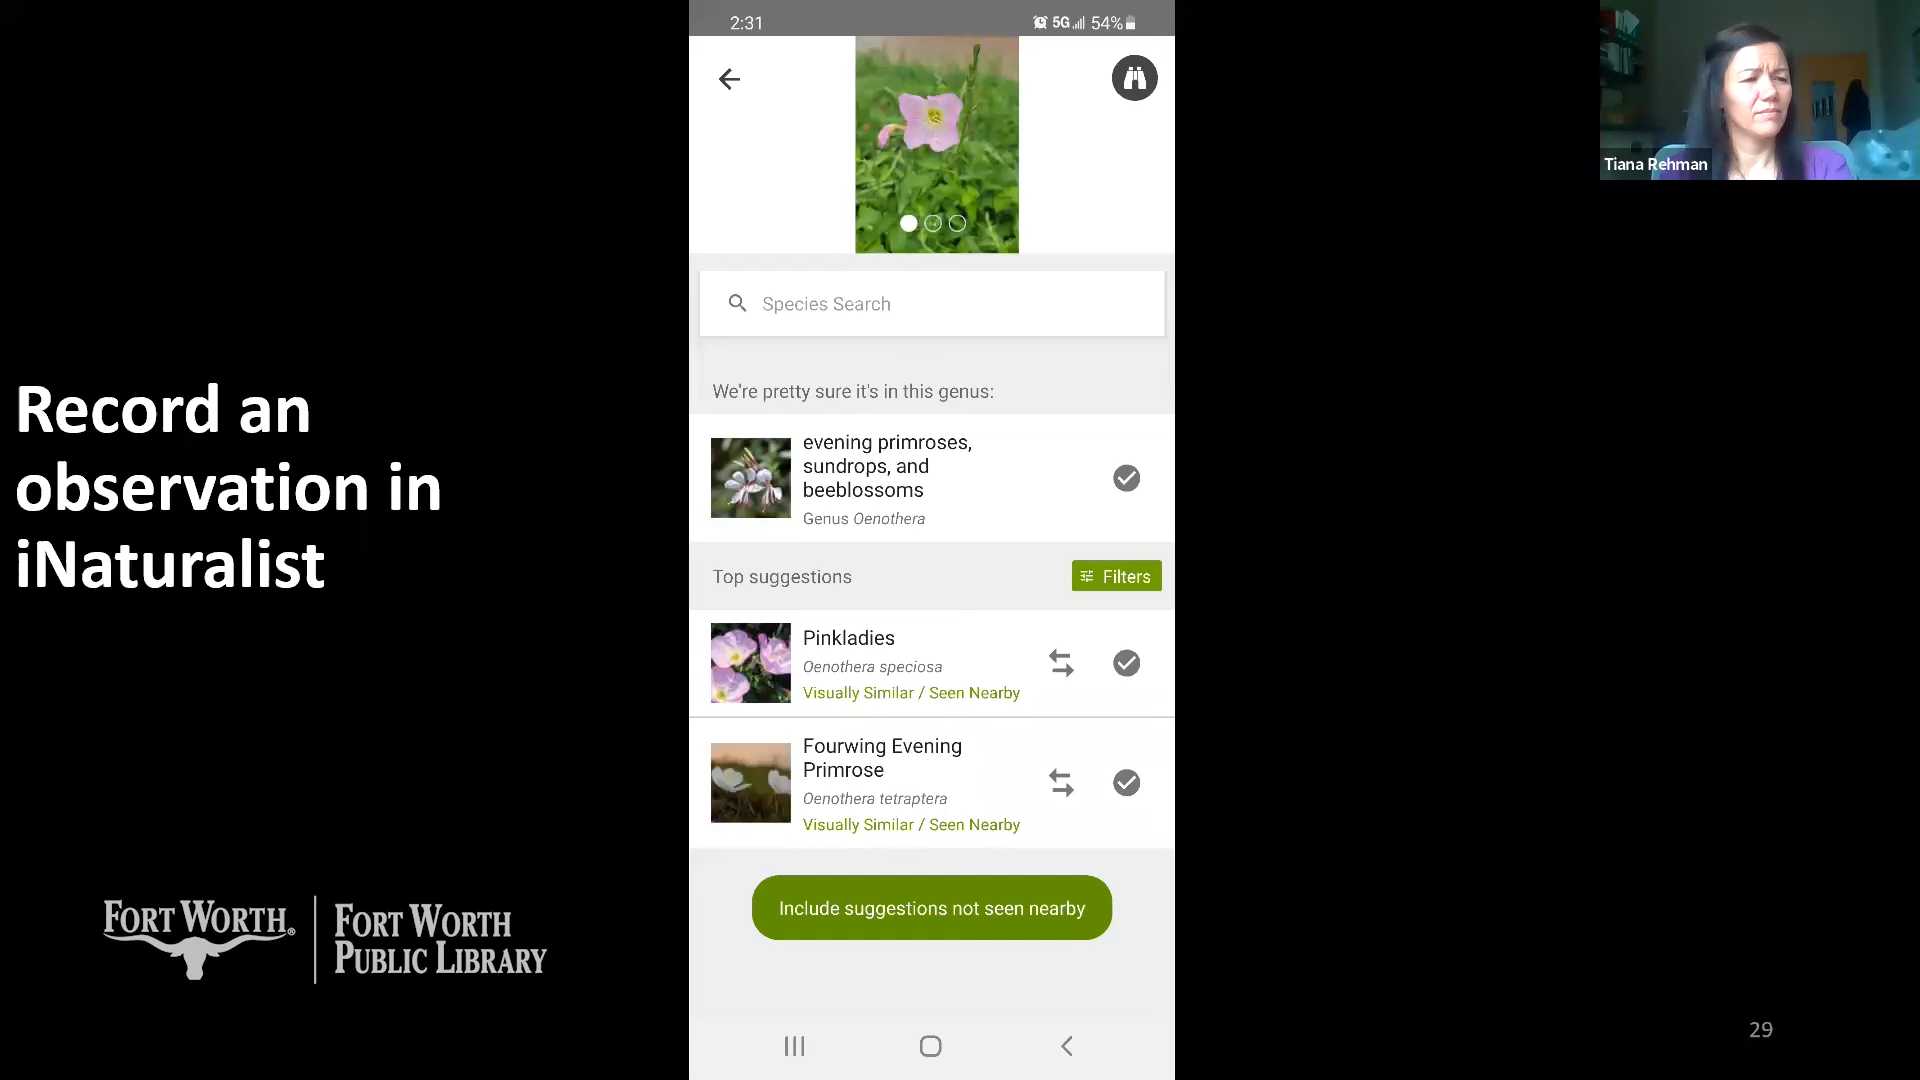 2:31
5G 54%
Tiana Rehman
Species Search
We're pretty sure it's in this genus:
evening primroses,
sundrops, and
beeblossoms
Genus Oenothera
Top suggestions
Filters
Pinkladies
Oenothera speciosa
Visually Similar / Seen Nearby
Fourwing Evening
Primrose
Oenothera tetraptera
Visually Similar / Seen Nearby
Include suggestions not seen nearby
Record an
observation in
iNaturalist
FORT WORTH®
FORT WORTH
PUBLIC LIBRARY
29